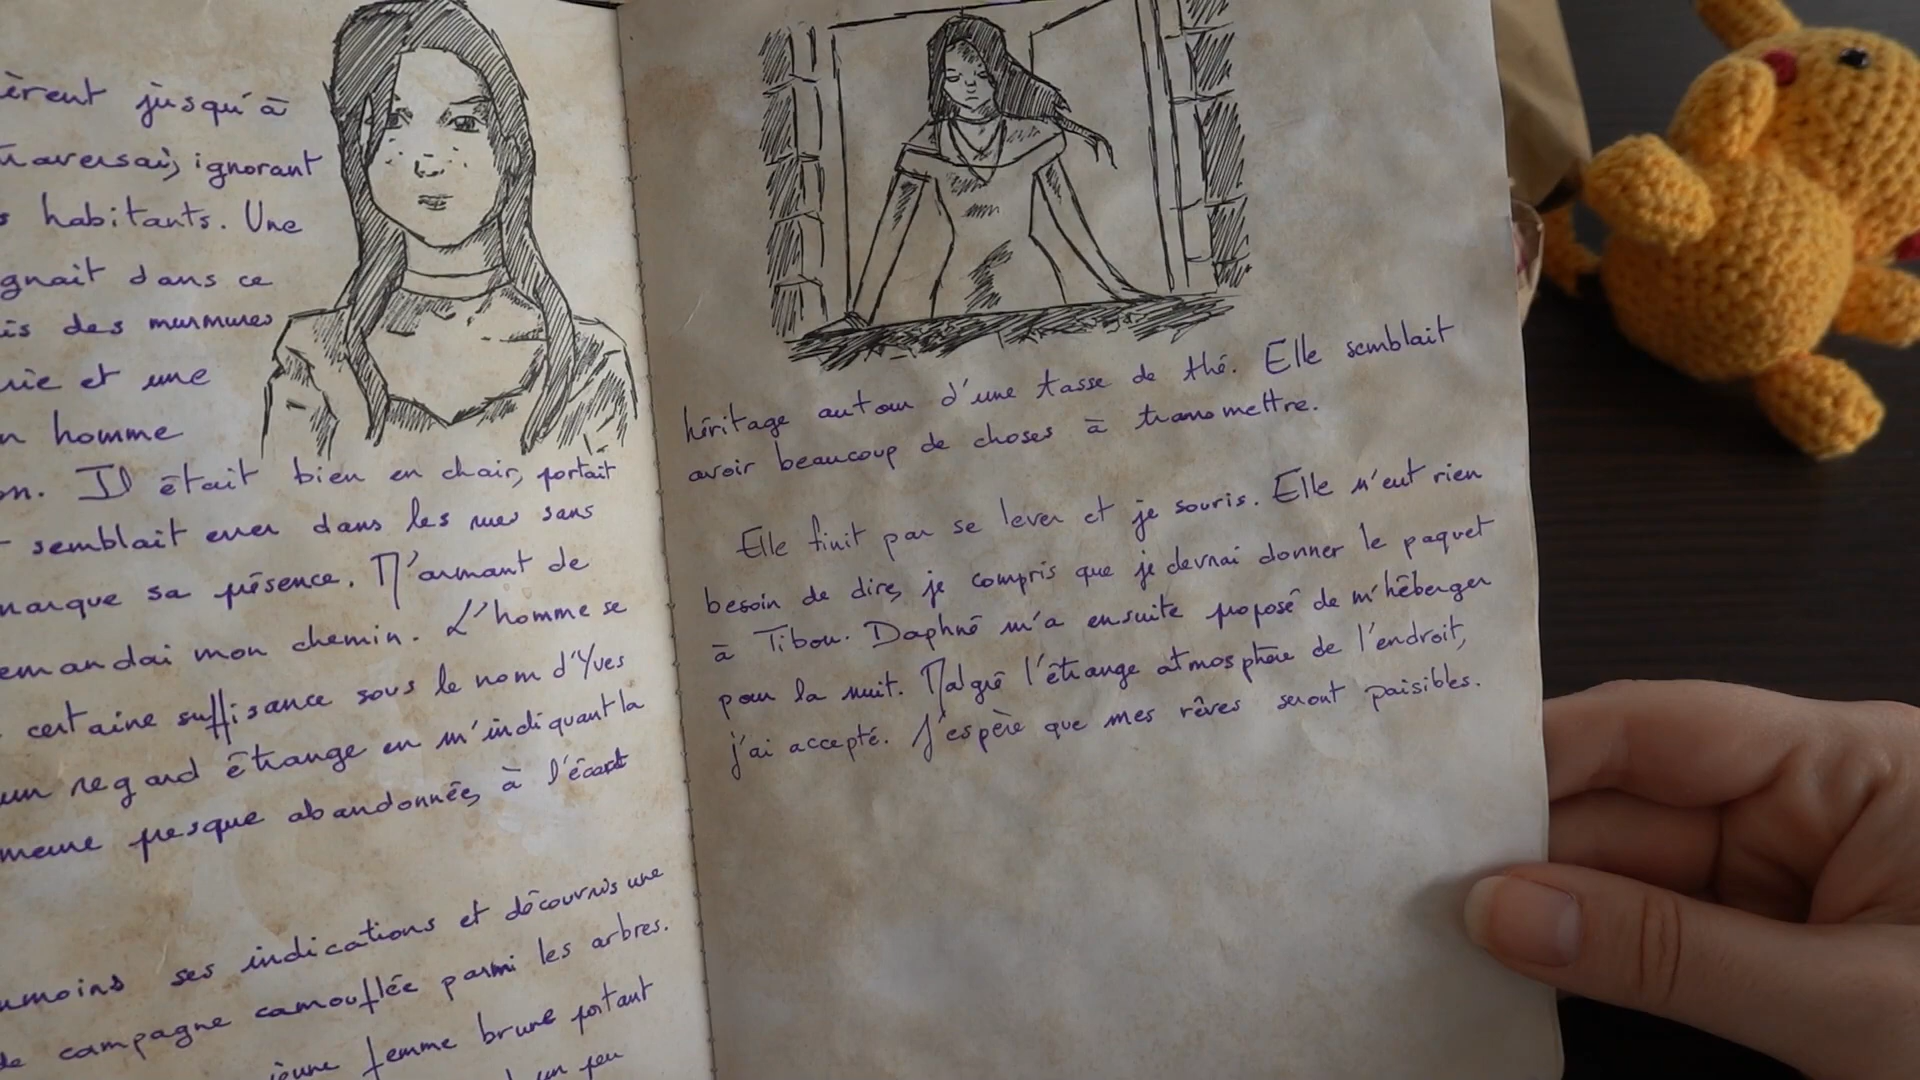 èrent jusqu'à
traversai, ignorant
s habitants. Une
gnait dans ce
is des murmures
rie et une
n homme
on. Il était bien en chair, portait
t semblait errer dans les rues sans
marque sa présence. M'armant de
emandai mon chemin. L'homme se
certaine suffisance sous le nom d'Yves
un regard étrange en m'indiquant la
meure presque abandonnée, à l'écart
nmoins ses indications et découvris une
de campagne camouflée parmi les arbres.
jeune femme brune portant
un peu
héritage autour d'une tasse de thé. Elle semblait
avoir beaucoup de choses à transmettre.
Elle finit par se lever et je souris. Elle n'eut rien
besoin de dire, je compris que je devrai donner le paquet
à Tibou. Daphné m'a ensuite proposé de m'héberger
pour la nuit. Malgré l'étrange atmosphère de l'endroit,
j'ai accepté. J'espère que mes rêves seront paisibles.